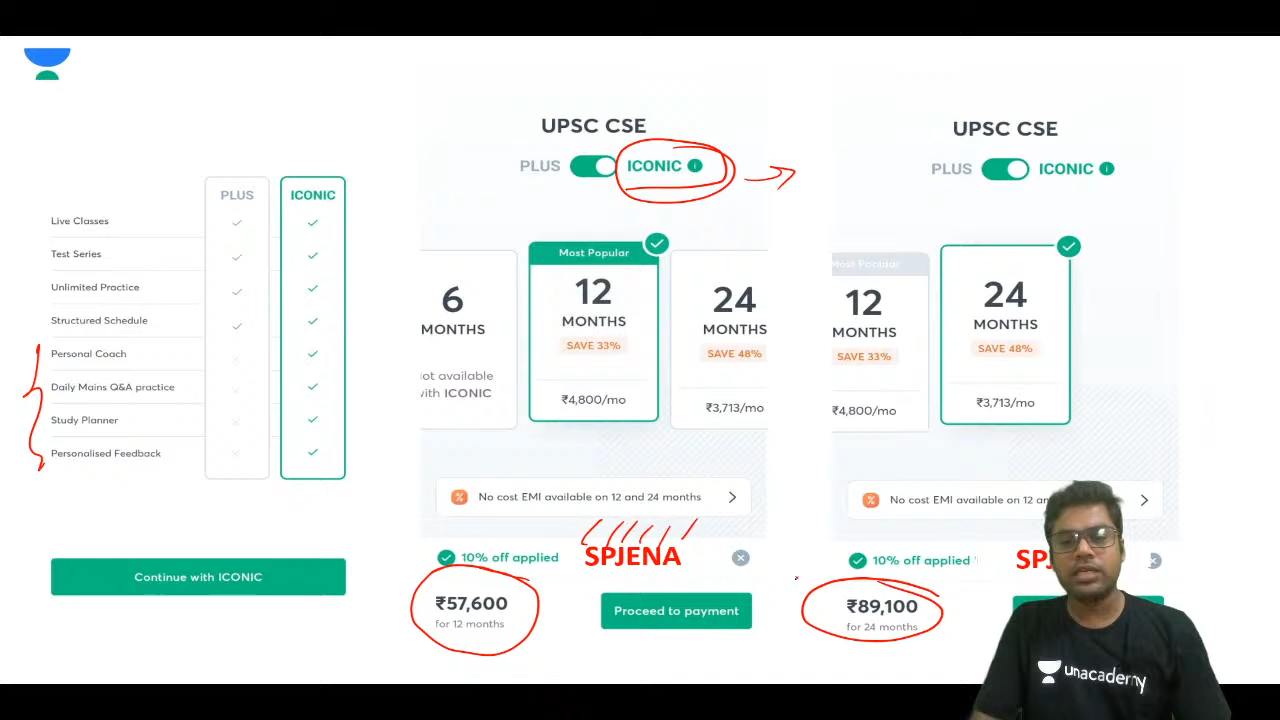 PLUS ICONIC
Live Classes
Test Series
Unlimited Practice
Structured Schedule
Personal Coach
Daily Mains Q&A practice
Study Planner
Personalised Feedback
Continue with ICONIC
UPSC CSE
PLUS ICONIC
6
MONTHS
ot available
with ICONIC
Most Popular
12
MONTHS
SAVE 33%
₹4,800/mo
24
MONTHS
SAVE 48%
₹3,713/mo
No cost EMI available on 12 and 24 months
10% off applied SPJENA
₹57,600
for 12 months
Proceed to payment
UPSC CSE
PLUS ICONIC
Most Popular
12
MONTHS
SAVE 33%
₹4,800/mo
24
MONTHS
SAVE 48%
₹3,713/mo
No cost EMI available on 12 an
10% off applied SPJ
₹89,100
for 24 months
unacademy